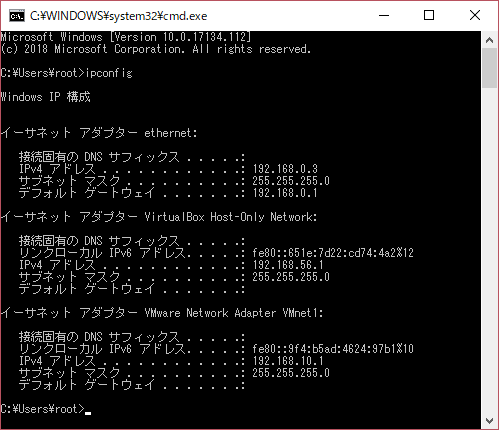 C:¥WINDOWS¥system32¥cmd.exe
Microsoft Windows [Version 10.0.17134.112]
(c) 2018 Microsoft Corporation. All rights reserved.
C:¥Users¥root>ipconfig
Windows IP 構成
イーサネット アダプター ethernet:
接続固有の DNS サフィックス . . . . .:
IPv4 アドレス . . . . . . . . . . . .: 192.168.0.3
サブネット マスク . . . . . . . . . .: 255.255.255.0
デフォルト ゲートウェイ . . . . . . .: 192.168.0.1
イーサネット アダプター VirtualBox Host-Only Network:
接続固有の DNS サフィックス . . . . .:
リンクローカル IPv6 アドレス. . . . .: fe80::651e:7d22:cd74:4a2%12
IPv4 アドレス . . . . . . . . . . . .: 192.168.56.1
サブネット マスク . . . . . . . . . .: 255.255.255.0
デフォルト ゲートウェイ . . . . . . .:
イーサネット アダプター VMware Network Adapter VMnet1:
接続固有の DNS サフィックス . . . . .:
リンクローカル IPv6 アドレス. . . . .: fe80::9f4:b5ad:4624:97b1%10
IPv4 アドレス . . . . . . . . . . . .: 192.168.10.1
サブネット マスク . . . . . . . . . .: 255.255.255.0
デフォルト ゲートウェイ . . . . . . .:
C:¥Users¥root>